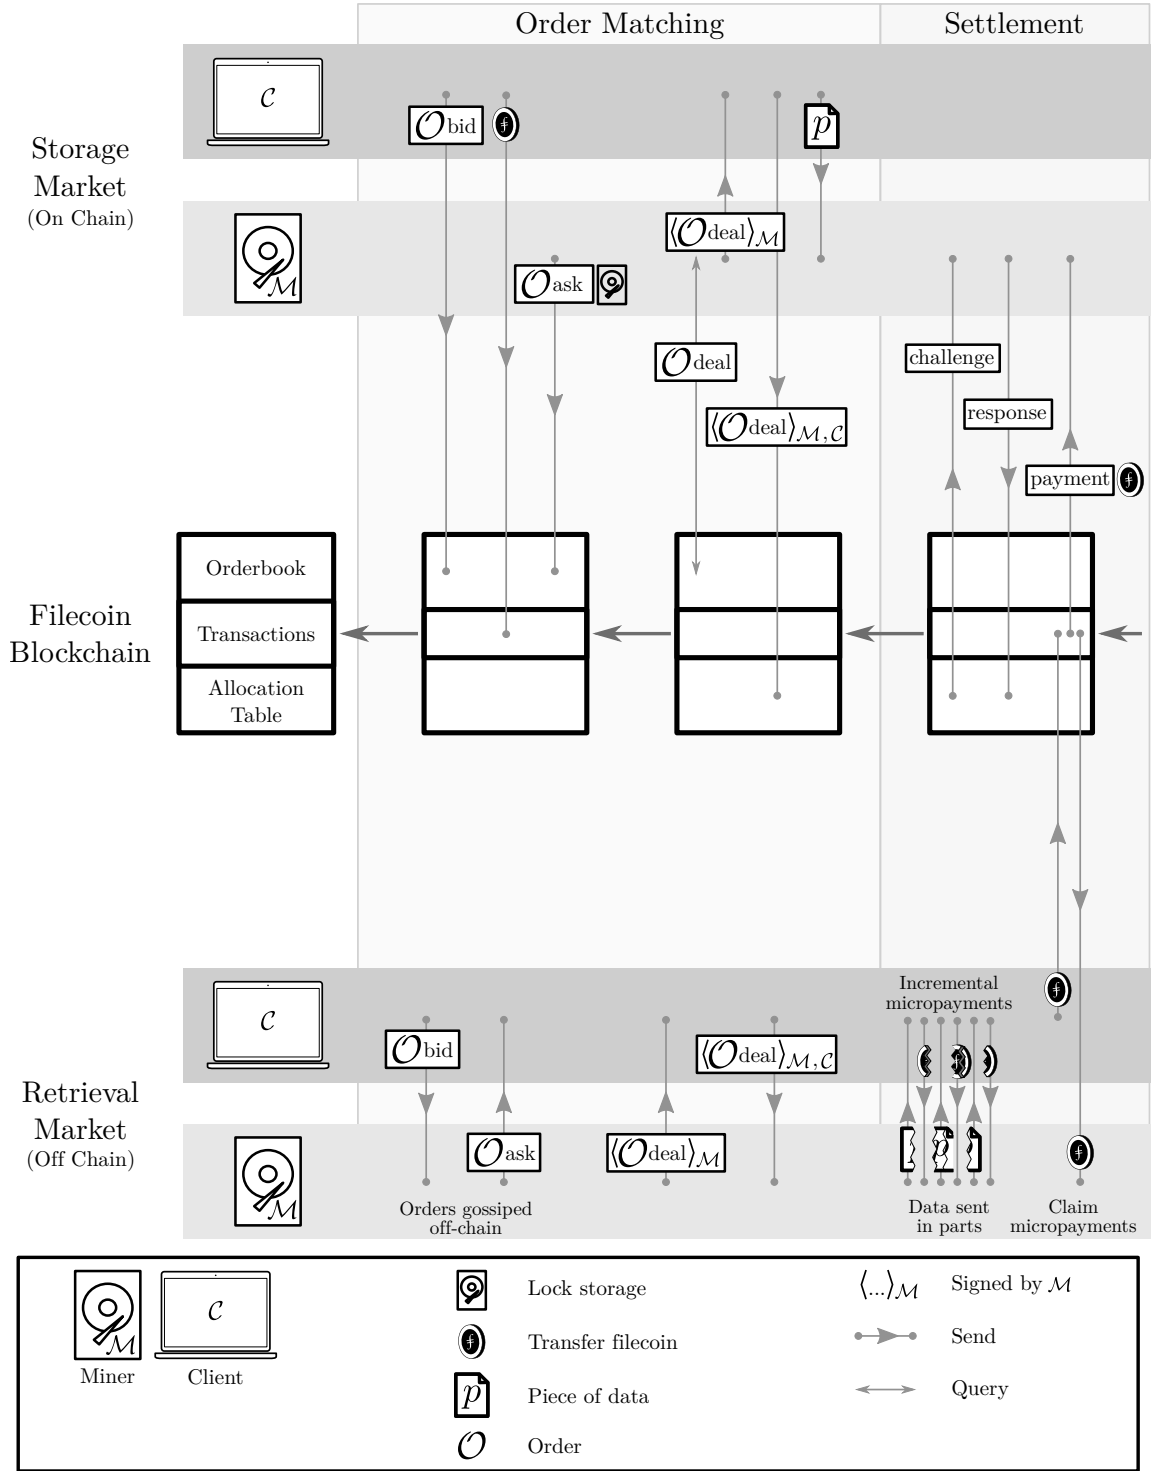 Order Matching
Settlement
Storage
Market
(On Chain)
𝒞
𝒪bid
𝑝
ℳ
𝒪ask
⟨𝒪deal⟩ℳ
𝒪deal
⟨𝒪deal⟩ℳ,𝒞
challenge
response
payment
Filecoin
Blockchain
Orderbook
Transactions
Allocation
Table
Retrieval
Market
(Off Chain)
𝒞
𝒪bid
⟨𝒪deal⟩ℳ,𝒞
Incremental
micropayments
ℳ
𝒪ask
⟨𝒪deal⟩ℳ
𝑝
Orders gossiped
off-chain
Data sent
in parts
Claim
micropayments
ℳ
Miner
𝒞
Client
Lock storage
Transfer filecoin
𝑝
Piece of data
𝒪
Order
⟨...⟩ℳ
Signed by ℳ
Send
Query